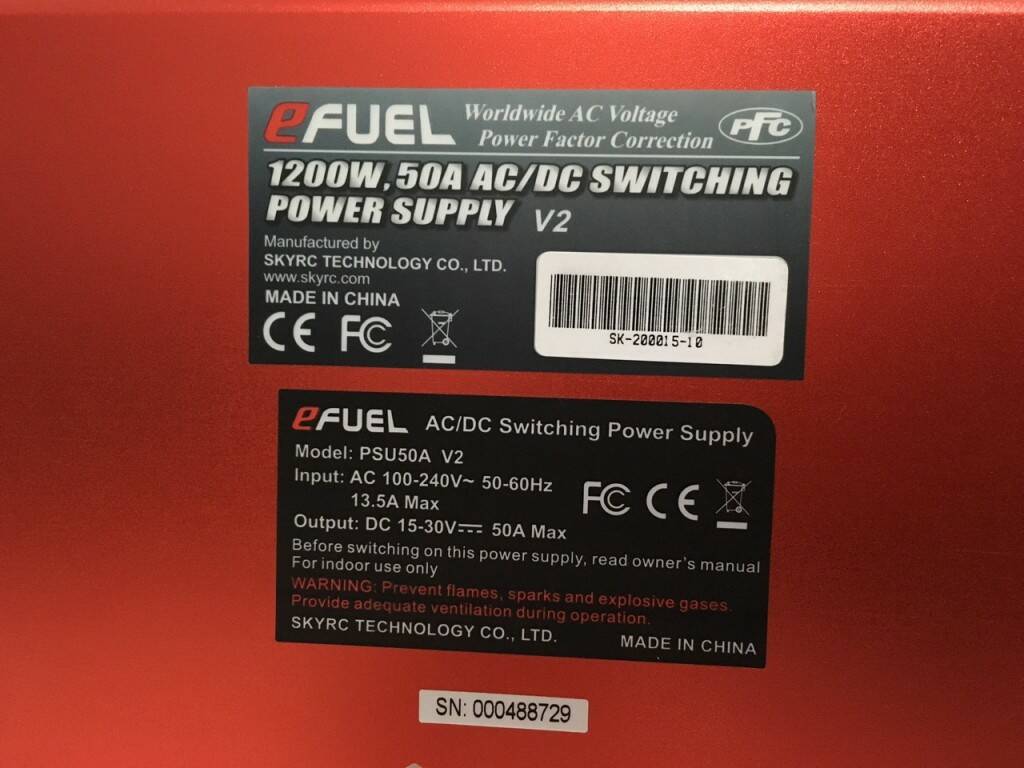 eFUEL Worldwide AC Voltage
Power Factor Correction PFC
1200W, 50A AC/DC SWITCHING
POWER SUPPLY V2
Manufactured by
SKYRC TECHNOLOGY CO., LTD.
www.skyrc.com
MADE IN CHINA
CE FC
SK-200015-10
eFUEL AC/DC Switching Power Supply
Model: PSU50A V2
Input: AC 100-240V~ 50-60Hz
13.5A Max
Output: DC 15-30V⎓ 50A Max
FC CE
Before switching on this power supply, read owner's manual
For indoor use only
WARNING: Prevent flames, sparks and explosive gases.
Provide adequate ventilation during operation.
SKYRC TECHNOLOGY CO., LTD. MADE IN CHINA
SN: 000488729